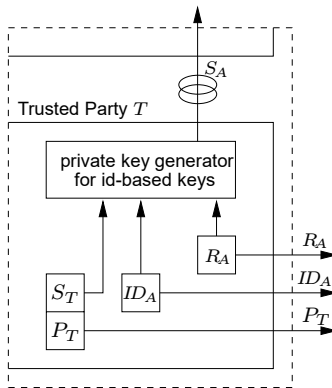 S_A
Trusted Party T
private key generator
for id-based keys
R_A
R_A
ID_A
S_T
ID_A
P_T
P_T